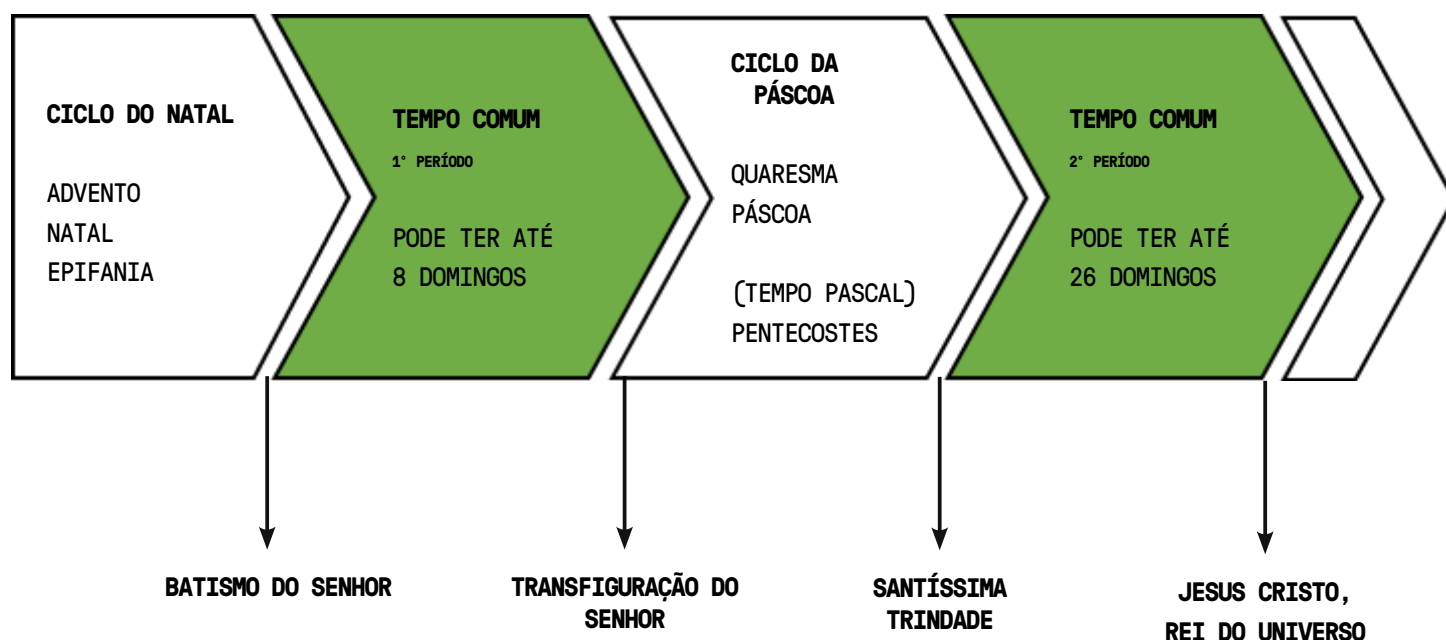 CICLO DO NATAL
ADVENTO
NATAL
EPIFANIA
TEMPO COMUM
1° PERÍODO
PODE TER ATÉ
8 DOMINGOS
CICLO DA
PÁSCOA
QUARESMA
PÁSCOA
(TEMPO PASCAL)
PENTECOSTES
TEMPO COMUM
2° PERÍODO
PODE TER ATÉ
26 DOMINGOS
BATISMO DO SENHOR
TRANSFIGURAÇÃO DO
SENHOR
SANTÍSSIMA
TRINDADE
JESUS CRISTO,
REI DO UNIVERSO